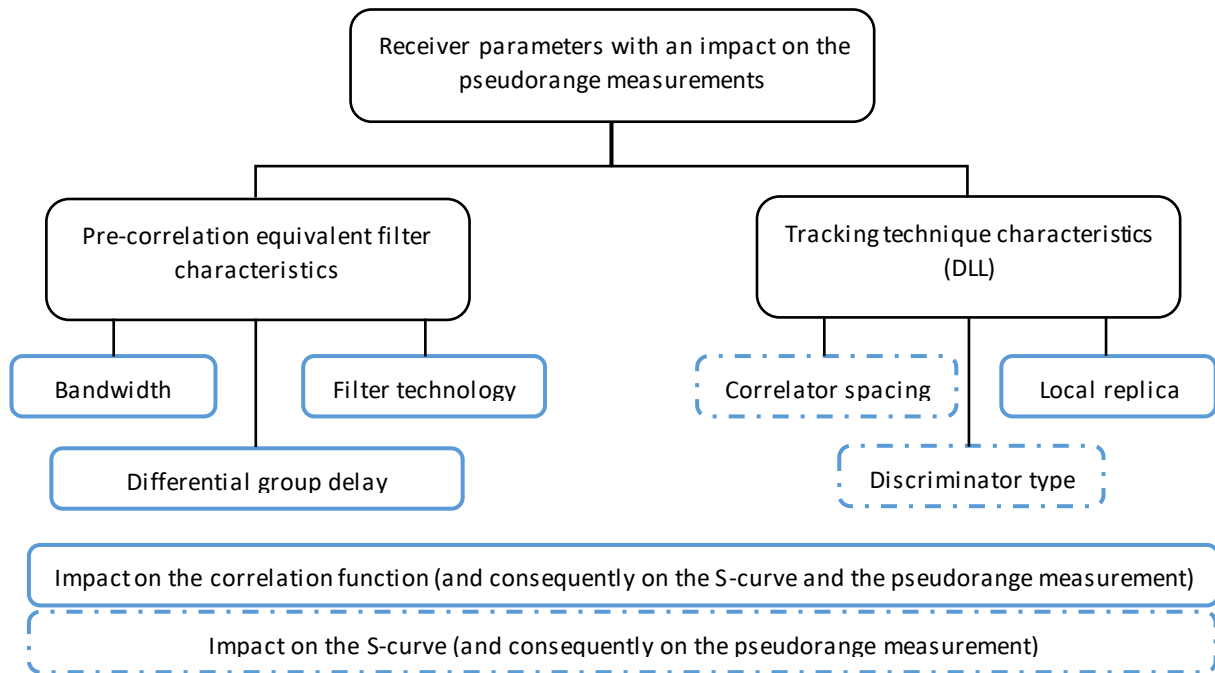 Receiver parameters with an impact on the
pseudorange measurements
Pre-correlation equivalent filter
characteristics
Tracking technique characteristics
(DLL)
Bandwidth
Filter technology
Correlator spacing
Local replica
Differential group delay
Discriminator type
Impact on the correlation function (and consequently on the S-curve and the pseudorange measurement)
Impact on the S-curve (and consequently on the pseudorange measurement)